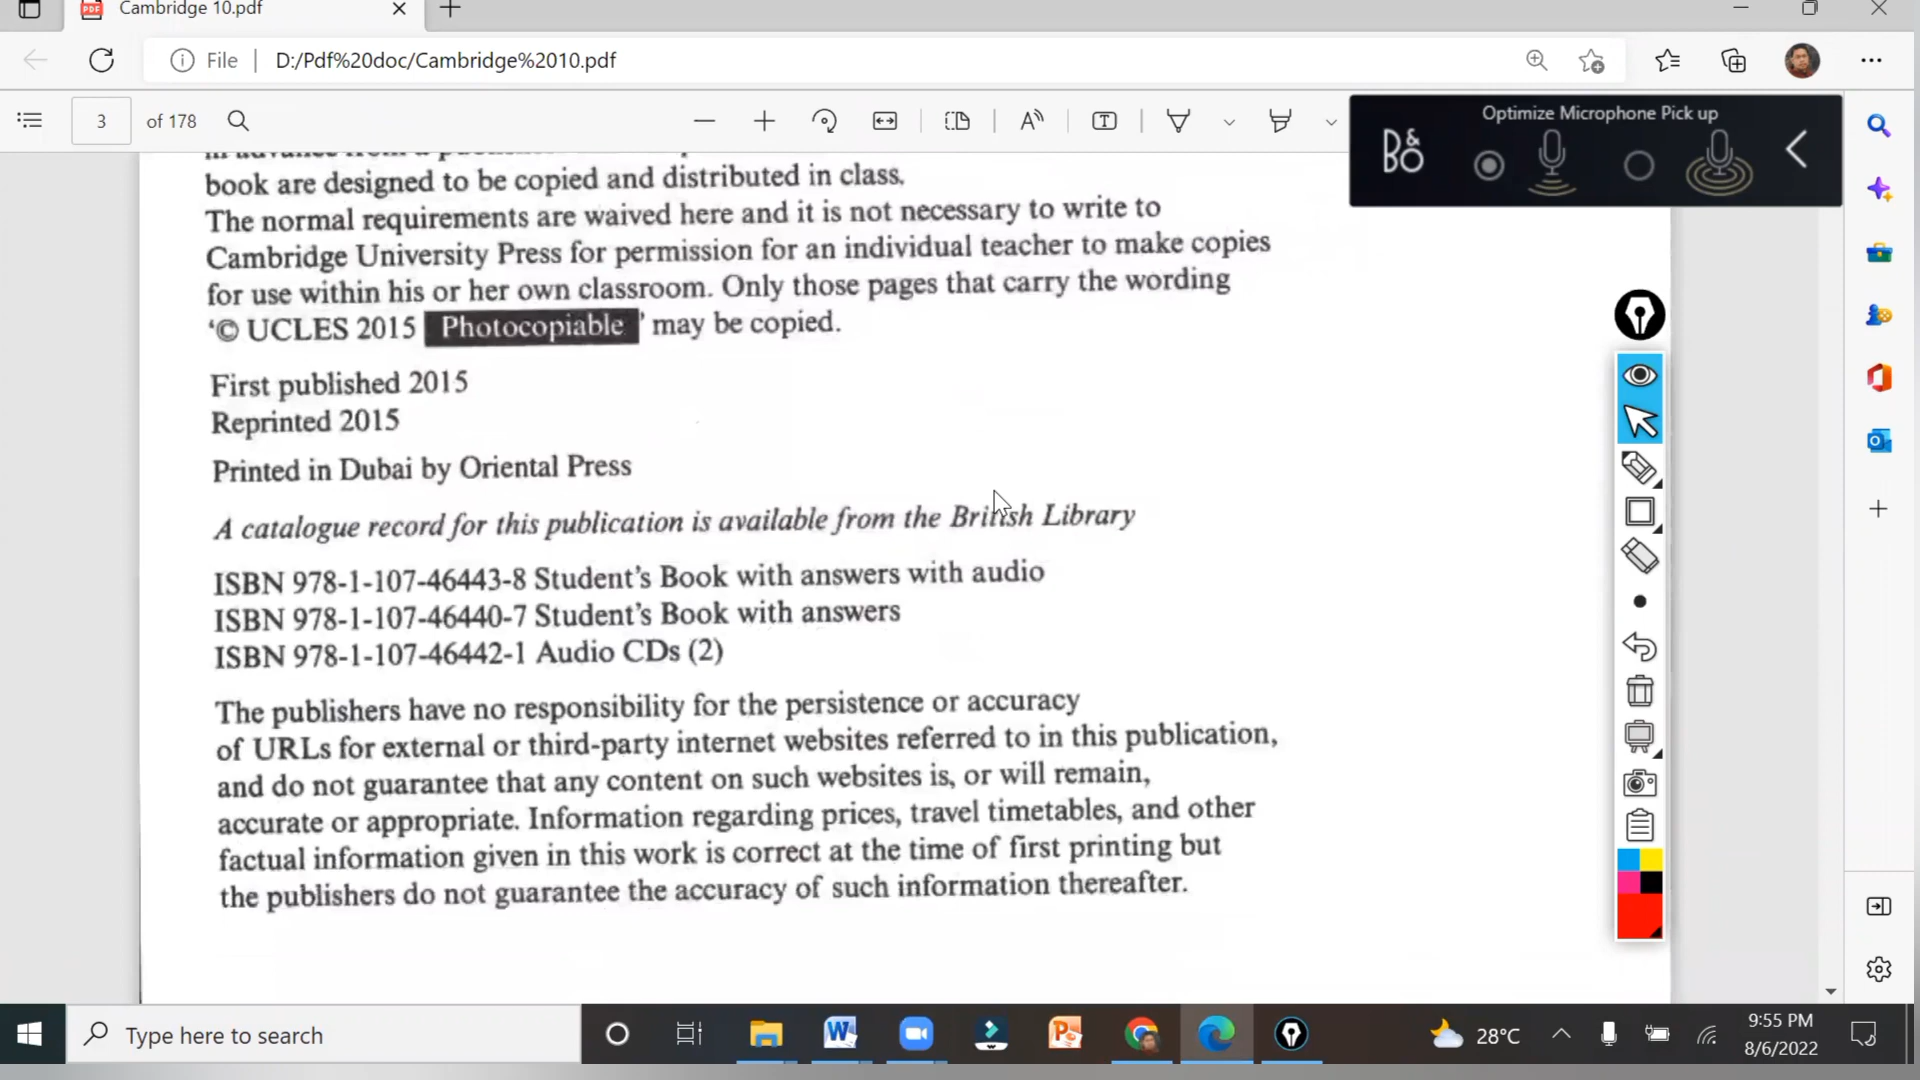 Cambridge 10.pdf
File
D:/Pdf%20doc/Cambridge%2010.pdf
3 of 178
Optimize Microphone Pick up
B&O
book are designed to be copied and distributed in class.
The normal requirements are waived here and it is not necessary to write to
Cambridge University Press for permission for an individual teacher to make copies
for use within his or her own classroom. Only those pages that carry the wording
‘© UCLES 2015 Photocopiable ’ may be copied.
First published 2015
Reprinted 2015
Printed in Dubai by Oriental Press
A catalogue record for this publication is available from the British Library
ISBN 978-1-107-46443-8 Student’s Book with answers with audio
ISBN 978-1-107-46440-7 Student’s Book with answers
ISBN 978-1-107-46442-1 Audio CDs (2)
The publishers have no responsibility for the persistence or accuracy
of URLs for external or third-party internet websites referred to in this publication,
and do not guarantee that any content on such websites is, or will remain,
accurate or appropriate. Information regarding prices, travel timetables, and other
factual information given in this work is correct at the time of first printing but
the publishers do not guarantee the accuracy of such information thereafter.
Type here to search
28°C
9:55 PM
8/6/2022